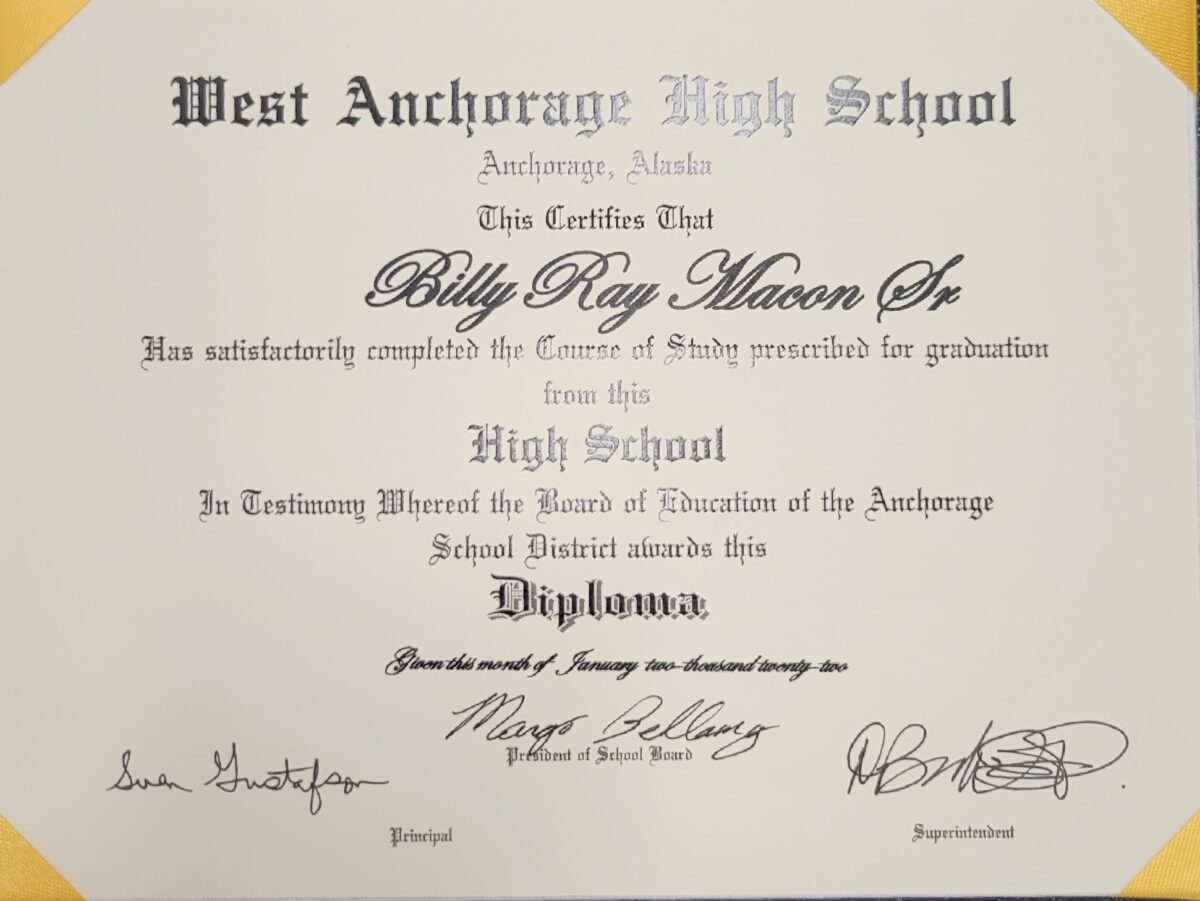 West Anchorage High School
Anchorage, Alaska
This Certifies That
Billy Ray Macon Sr
Has satisfactorily completed the Course of Study prescribed for graduation
from this
High School
In Testimony Whereof the Board of Education of the Anchorage
School District awards this
Diploma
Given this month of January two-thousand twenty-two
Margo Bellamy
President of School Board
Sven Gustafson
Principal
Superintendent